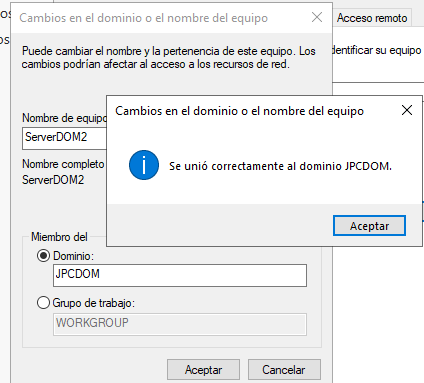 Cambios en el dominio o el nombre del equipo
Acceso remoto
Puede cambiar el nombre y la pertenencia de este equipo. Los
cambios podrían afectar al acceso a los recursos de red.
dentificar su equipo
Nombre de equipo
ServerDOM2
Nombre completo
ServerDOM2
Cambios en el dominio o el nombre del equipo
Se unió correctamente al dominio JPCDOM.
Aceptar
Miembro del
Dominio:
JPCDOM
Grupo de trabajo:
WORKGROUP
Aceptar
Cancelar